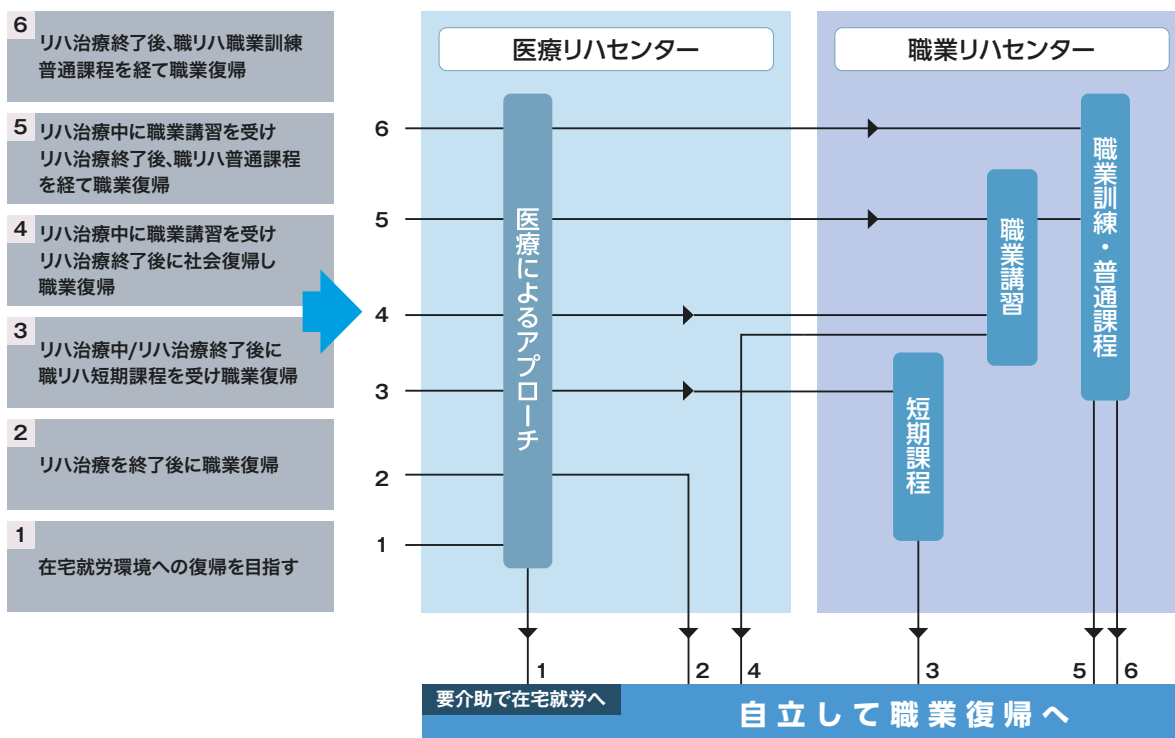 6
リハ治療終了後、職リハ職業訓練
普通課程を経て職業復帰
5
リハ治療中に職業講習を受け
リハ治療終了後、職リハ普通課程
を経て職業復帰
4
リハ治療中に職業講習を受け
リハ治療終了後に社会復帰し
職業復帰
3
リハ治療中/リハ治療終了後に
職リハ短期課程を受け職業復帰
2
リハ治療を終了後に職業復帰
1
在宅就労環境への復帰を目指す
医療リハセンター
職業リハセンター
6
5
4
3
2
1
医療によるアプローチ
短期課程
職業講習
職業訓練・普通課程
1
2
4
3
5
6
要介助で在宅就労へ
自立して職業復帰へ